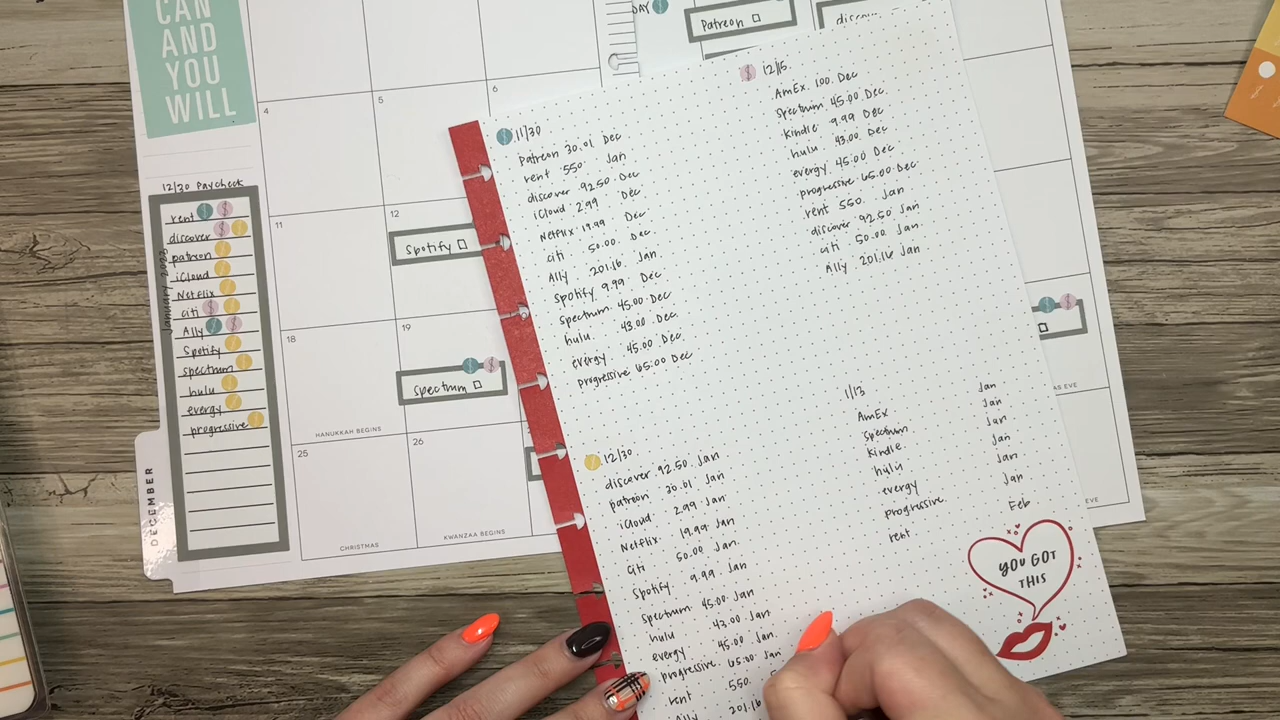 CAN
AND
YOU
WILL
4
5
6
11
12
18
19
25
26
Spotify
Spectrum
HANUKKAH BEGINS
CHRISTMAS
KWANZAA BEGINS
DECEMBER
12/30 Paycheck
January 2023
rent
discover
patreon
iCloud
Netflix
citi
Ally
Spotify
spectrum
hulu
evergy
progressive
DAY
Patreon
AS EVE
EVE
11/30
Patreon 30.01 Dec
rent 550. Jan
discover 92.50 Dec
iCloud 2.99 Dec
Netflix 19.99 Dec
citi 50.00 Dec
Ally 201.16 Jan
Spotify 9.99 Dec
spectrum 45.00 Dec
hulu 43.00 Dec
evergy 45.00 Dec
progressive 65.00 Dec
12/15
AmEx 100. Dec
Spectrum 45.00 Dec
Kindle 9.99 Dec
hulu 43.00 Dec
evergy 45.00 Dec
progressive 65.00 Dec
rent 550. Jan
discover 92.50 Jan
citi 50.00 Jan
Ally 201.16 Jan
12/30
discover 92.50 Jan
patreon 30.01 Jan
iCloud 2.99 Jan
Netflix 19.99 Jan
citi 50.00 Jan
Spotify 9.99 Jan
spectrum 45.00 Jan
hulu 43.00 Jan
evergy 45.00 Jan
progressive 65.00 Jan
rent 550.
Ally 201.16
1/13
AmEx Jan
Spectrum Jan
Kindle Jan
hulu Jan
evergy Jan
progressive Jan
rent Feb
YOU GOT
THIS